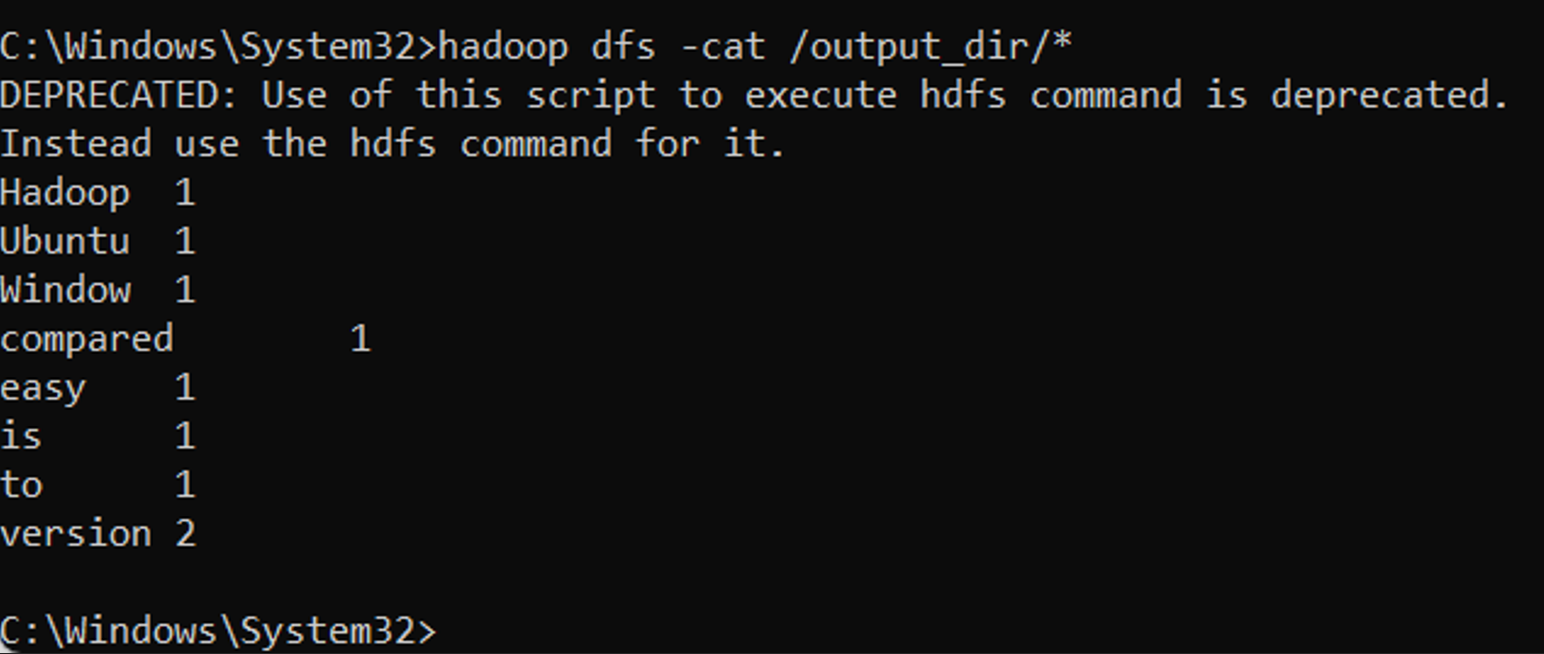 C:\Windows\System32>hadoop dfs -cat /output_dir/*
DEPRECATED: Use of this script to execute hdfs command is deprecated.
Instead use the hdfs command for it.
Hadoop  1
Ubuntu  1
Window  1
compared        1
easy    1
is      1
to      1
version 2
C:\Windows\System32>